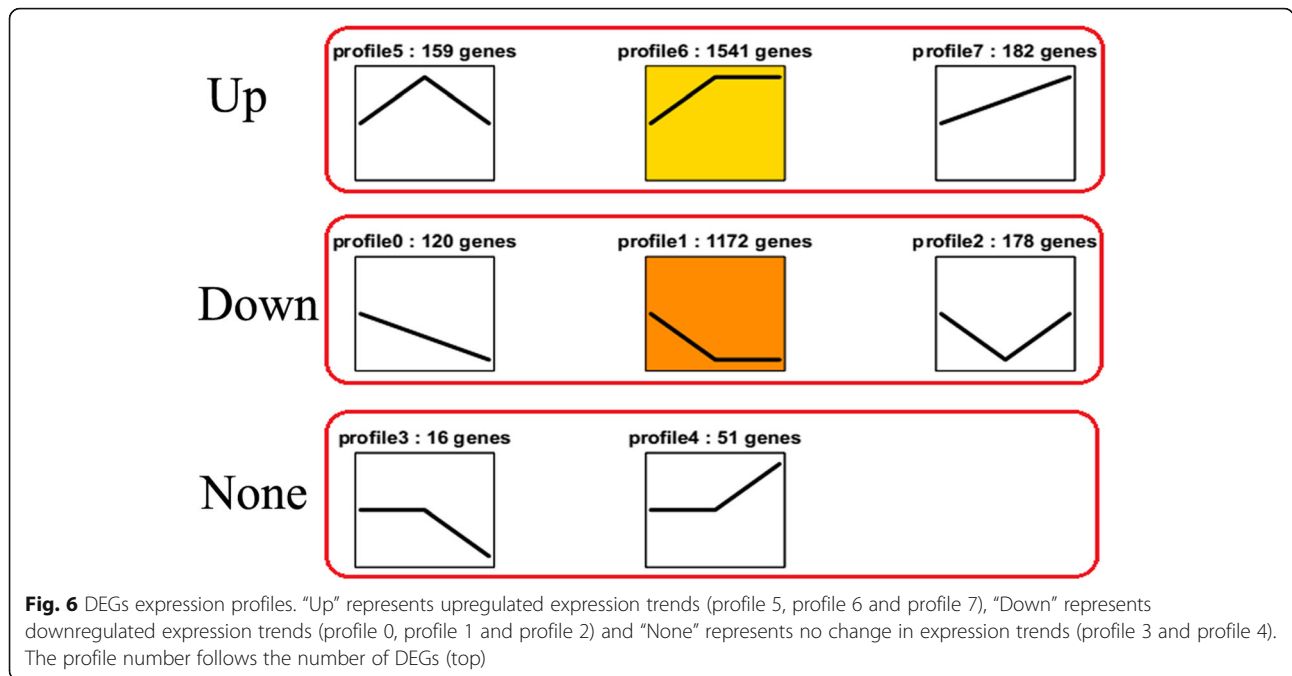 profile5 : 159 genes profile6 : 1541 genes profile7 : 182 genes
Up
profile0 : 120 genes profile1 : 1172 genes profile2 : 178 genes
Down
profile3 : 16 genes profile4 : 51 genes
None
Fig. 6 DEGs expression profiles. “Up” represents upregulated expression trends (profile 5, profile 6 and profile 7), “Down” represents
downregulated expression trends (profile 0, profile 1 and profile 2) and “None” represents no change in expression trends (profile 3 and profile 4).
The profile number follows the number of DEGs (top)